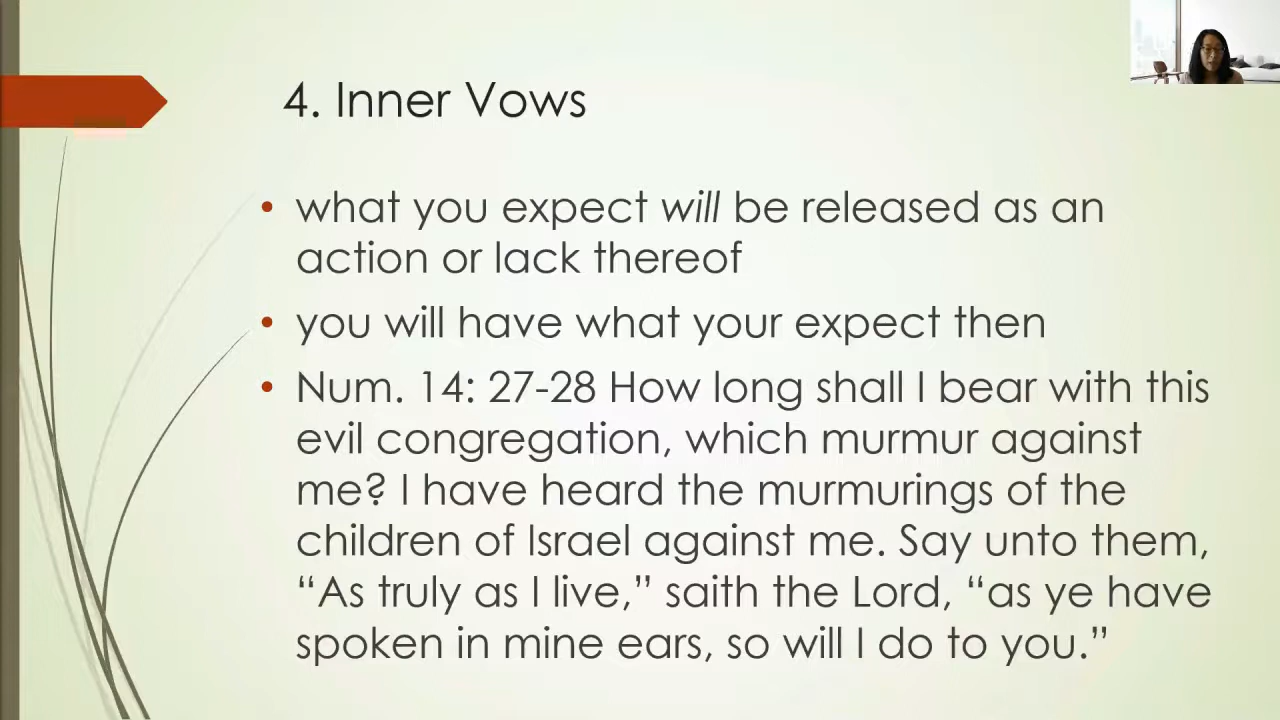 4. Inner Vows
• what you expect will be released as an
action or lack thereof
• you will have what your expect then
• Num. 14: 27-28 How long shall I bear with this
evil congregation, which murmur against
me? I have heard the murmurings of the
children of Israel against me. Say unto them,
“As truly as I live,” saith the Lord, “as ye have
spoken in mine ears, so will I do to you.”